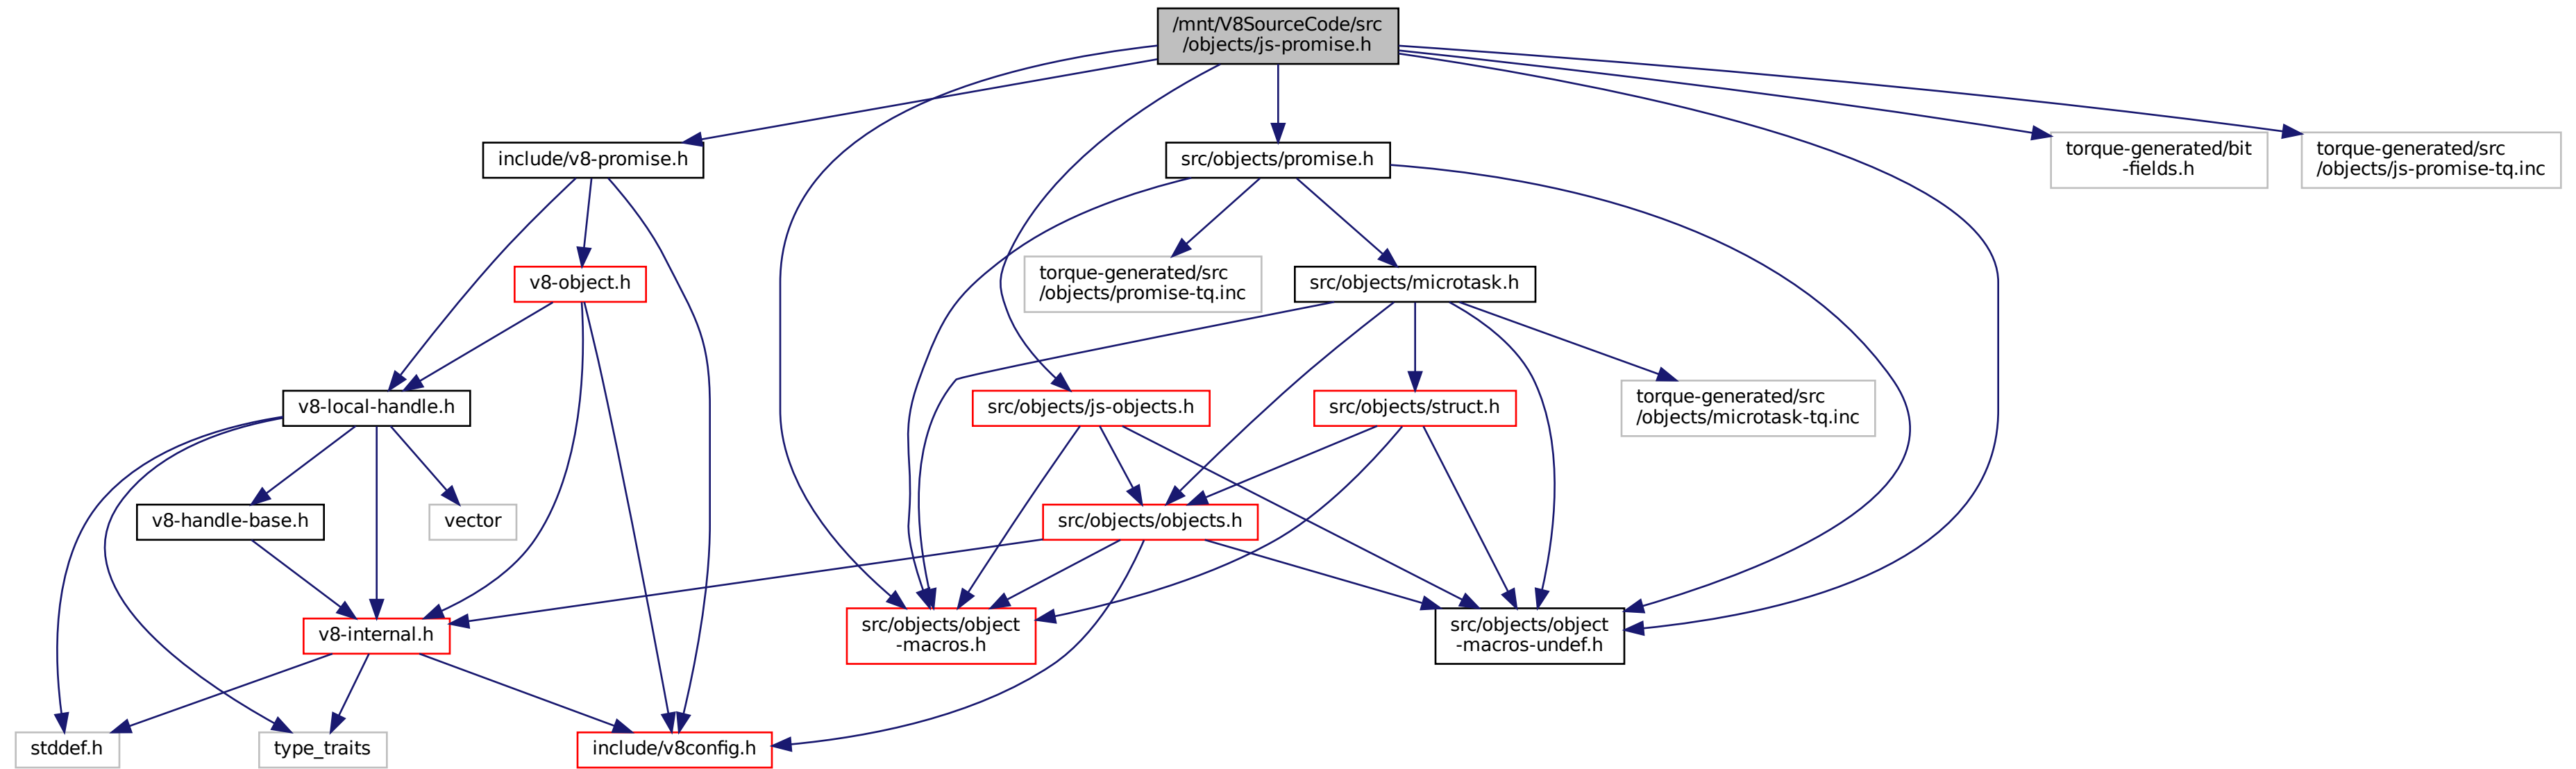 /mnt/V8SourceCode/src
/objects/js-promise.h
include/v8-promise.h
src/objects/promise.h
torque-generated/bit
-fields.h
torque-generated/src
/objects/js-promise-tq.inc
v8-object.h
torque-generated/src
/objects/promise-tq.inc
src/objects/microtask.h
v8-local-handle.h
src/objects/js-objects.h
src/objects/struct.h
torque-generated/src
/objects/microtask-tq.inc
v8-handle-base.h
vector
src/objects/objects.h
v8-internal.h
src/objects/object
-macros.h
src/objects/object
-macros-undef.h
stddef.h
type_traits
include/v8config.h